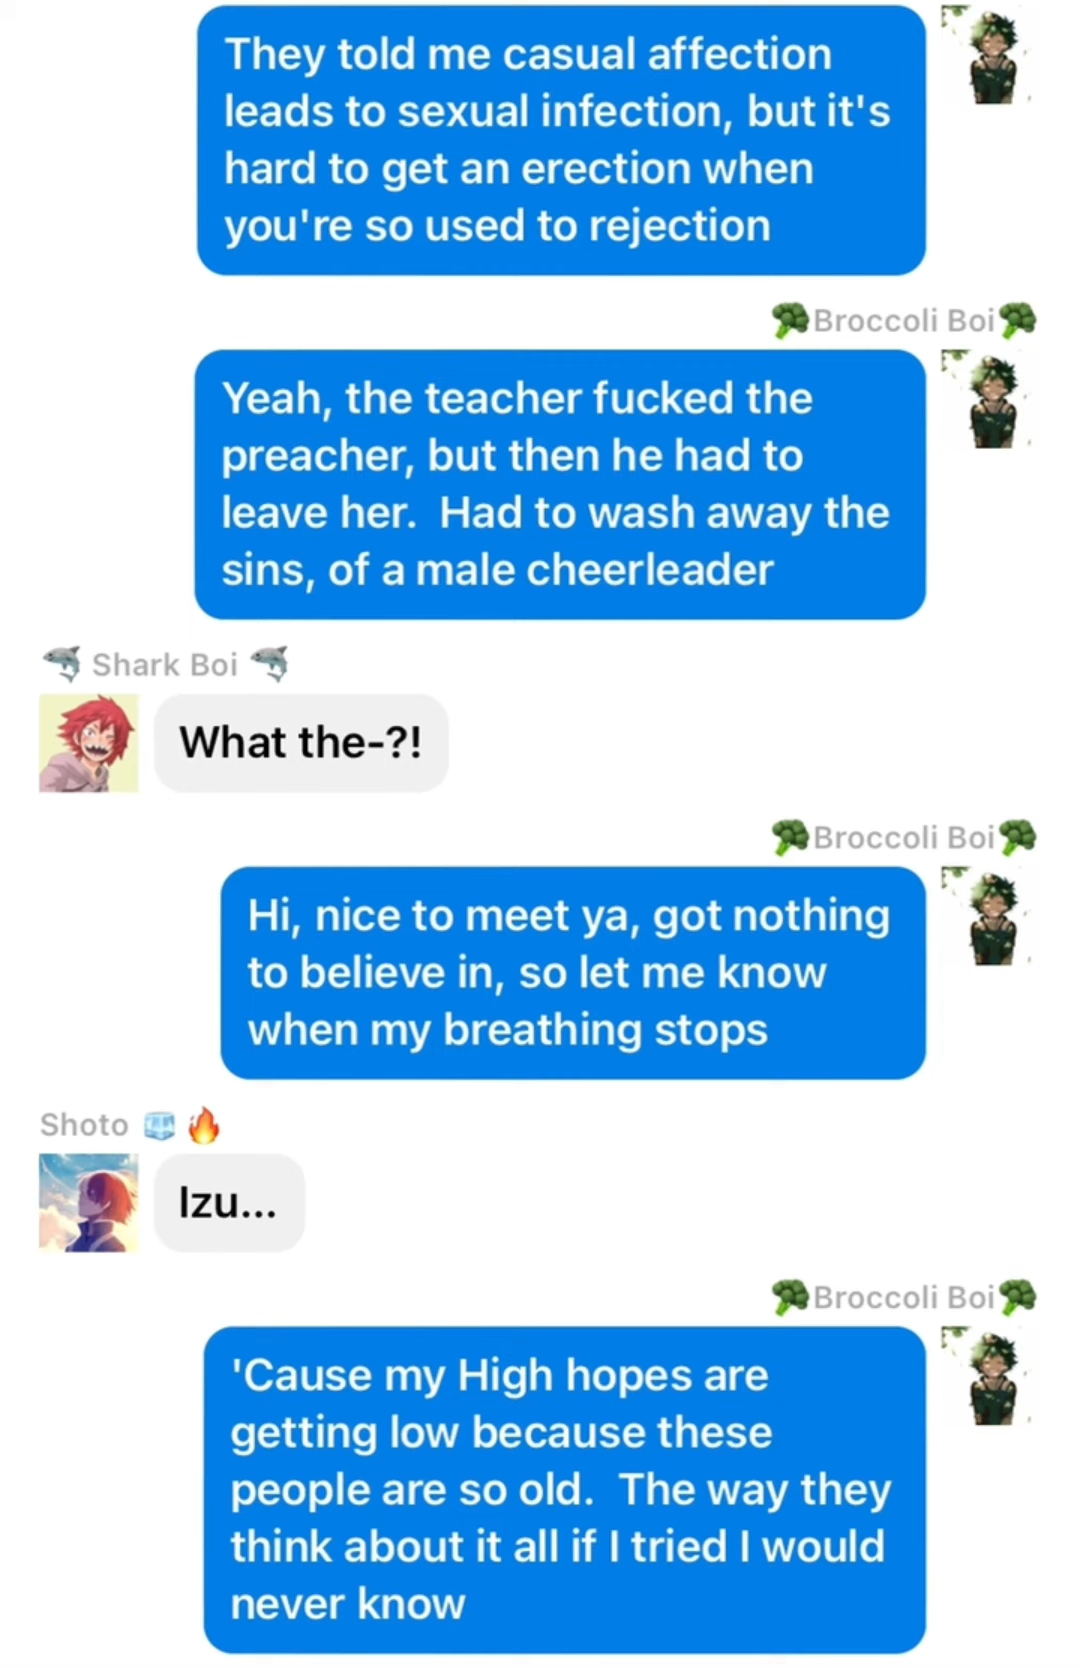 They told me casual affection
leads to sexual infection, but it's
hard to get an erection when
you're so used to rejection
🥦Broccoli Boi🥦
Yeah, the teacher fucked the
preacher, but then he had to
leave her.  Had to wash away the
sins, of a male cheerleader
🦈 Shark Boi 🦈
What the-?!
🥦Broccoli Boi🥦
Hi, nice to meet ya, got nothing
to believe in, so let me know
when my breathing stops
Shoto 🧊 🔥
Izu...
🥦Broccoli Boi🥦
'Cause my High hopes are
getting low because these
people are so old.  The way they
think about it all if I tried I would
never know